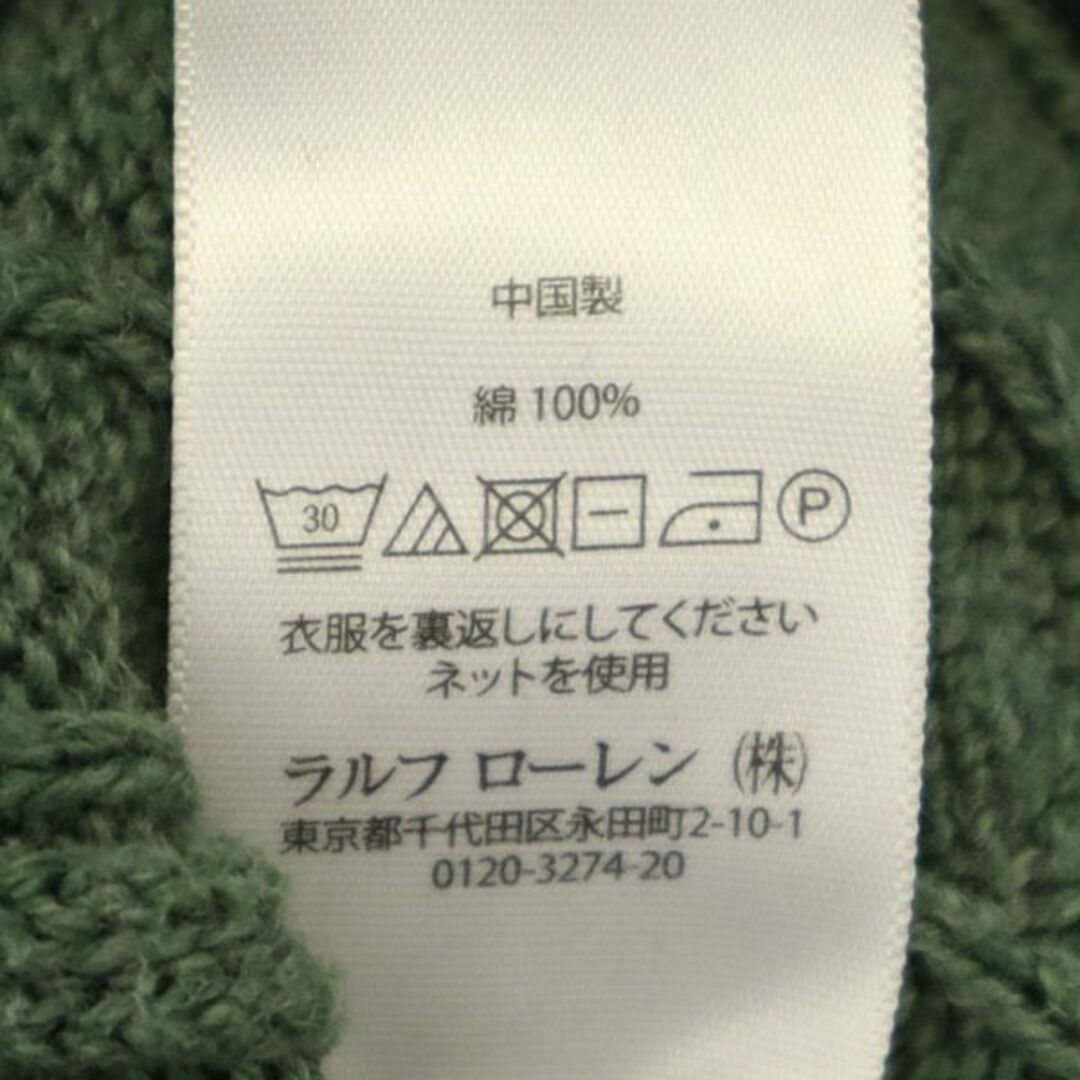 中国製
綿 100%
30 P
衣服を裏返しにしてください
ネットを使用
ラルフ ローレン (株)
東京都千代田区永田町2-10-1
0120-3274-20